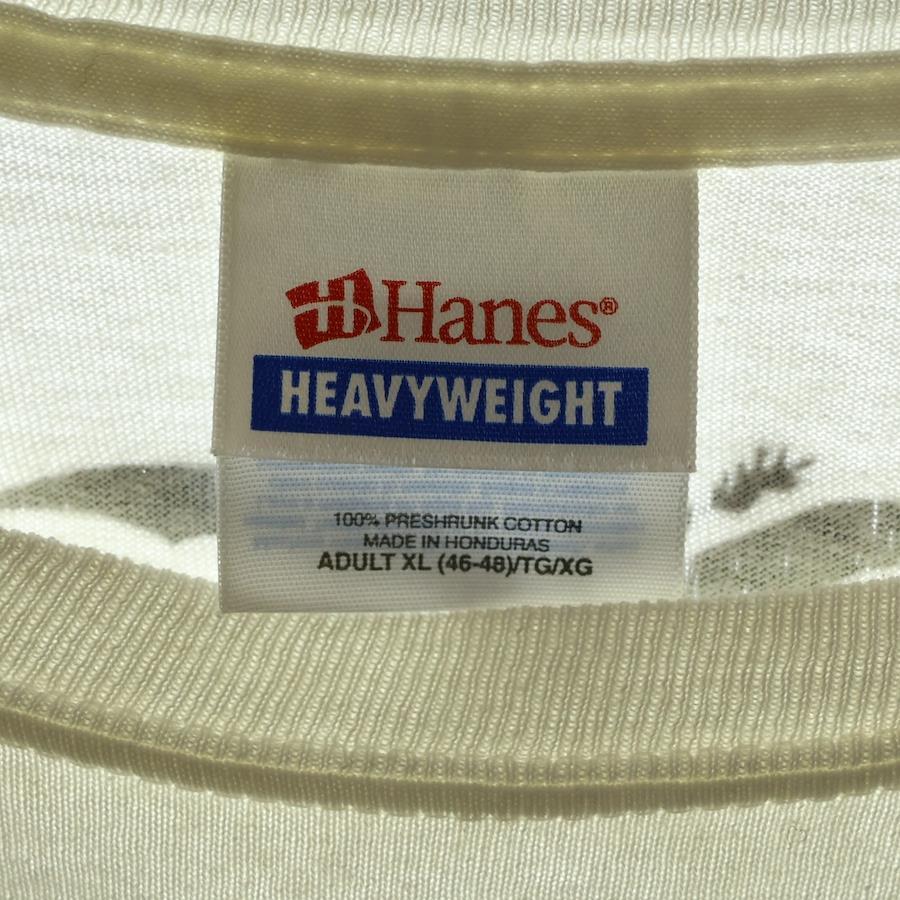 Hanes®
HEAVYWEIGHT
100% PRESHRUNK COTTON
MADE IN HONDURAS
ADULT XL (46-48)/TG/XG